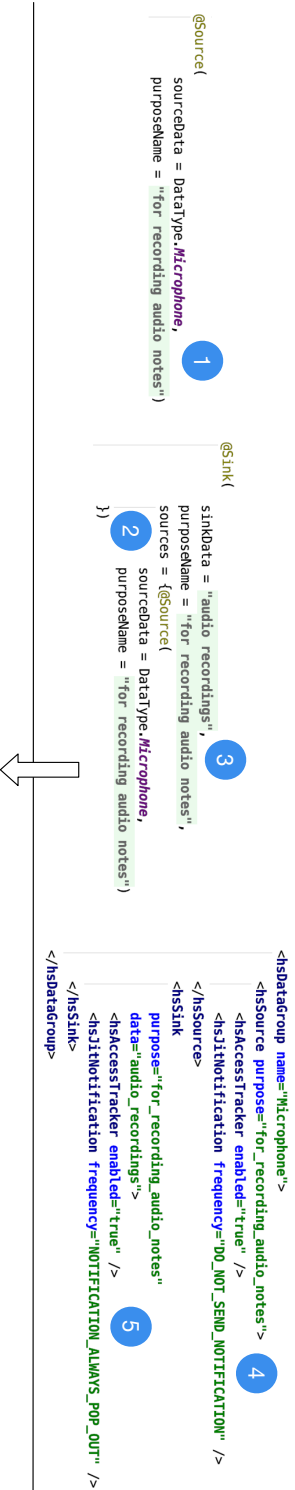 @Source(
sourceData = DataType.Microphone,
purposeName = "for recording audio notes")
1
@Sink(
sinkData = "audio recordings",
purposeName = "for recording audio notes",
sources = {@Source(
sourceData = DataType.Microphone,
purposeName = "for recording audio notes")
})
2
3
<hsDataGroup name="Microphone">
<hsSource purpose="for_recording_audio_notes">
<hsAccessTracker enabled="true" />
<hsJitNotification frequency="DO_NOT_SEND_NOTIFICATION" />
</hsSource>
<hsSink
purpose="for_recording_audio_notes"
data="audio_recordings">
<hsAccessTracker enabled="true" />
<hsJitNotification frequency="NOTIFICATION_ALWAYS_POP_OUT" />
</hsSink>
</hsDataGroup>
4
5